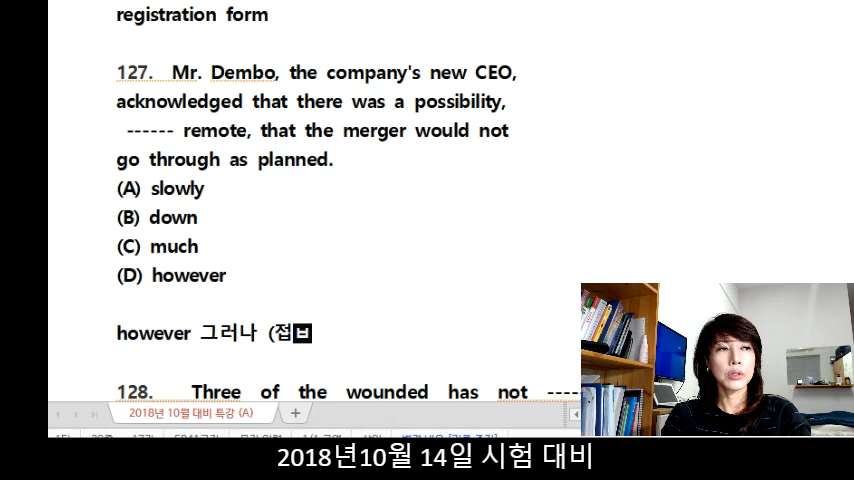 registration form
127. Mr. Dembo, the company's new CEO,
acknowledged that there was a possibility,
------ remote, that the merger would not
go through as planned.
(A) slowly
(B) down
(C) much
(D) however
however 그러나 (접ㅂ
128. Three of the wounded has not ----
2018년 10월 대비 특강 (A)
2018년10월 14일 시험 대비